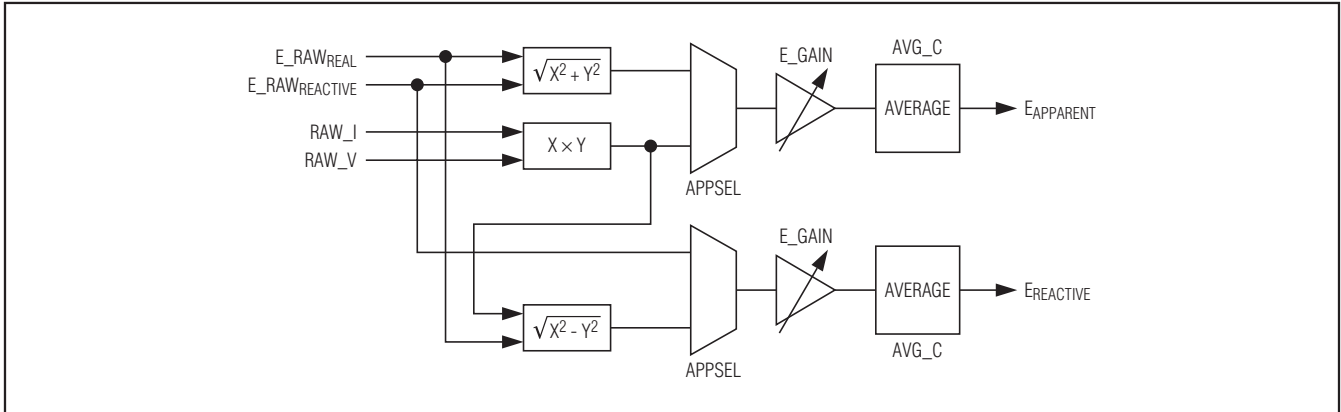 E_RAWREAL
E_RAWREACTIVE
RAW_I
RAW_V
√X² + Y²
X × Y
APPSEL
E_GAIN
AVG_C
AVERAGE
EAPPARENT
√X² - Y²
APPSEL
E_GAIN
AVERAGE
AVG_C
EREACTIVE